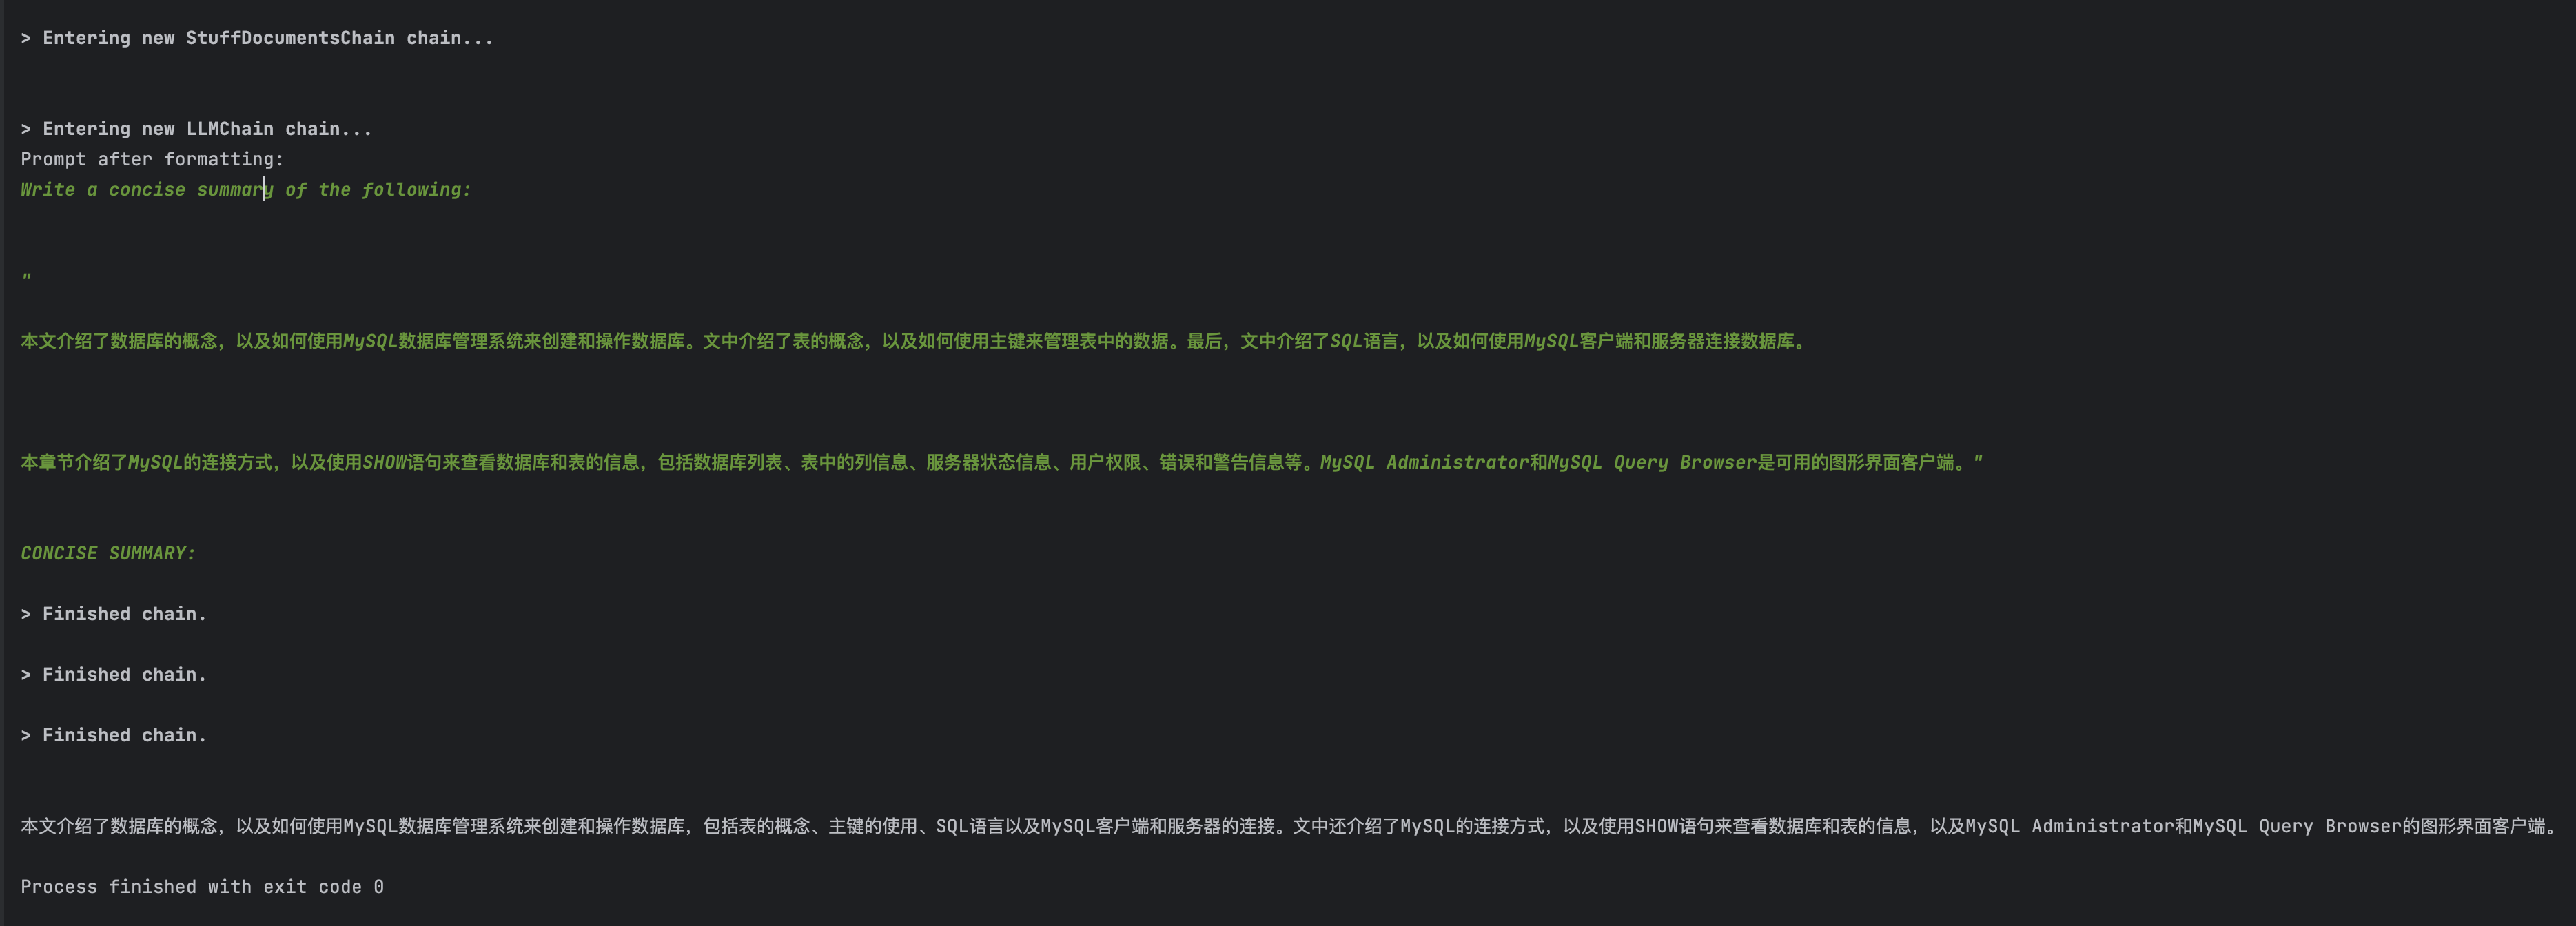 > Entering new StuffDocumentsChain chain...
> Entering new LLMChain chain...
Prompt after formatting:
Write a concise summary of the following:
"
本文介绍了数据库的概念，以及如何使用MySQL数据库管理系统来创建和操作数据库。文中介绍了表的概念，以及如何使用主键来管理表中的数据。最后，文中介绍了SQL语言，以及如何使用MySQL客户端和服务器连接数据库。
本章节介绍了MySQL的连接方式，以及使用SHOW语句来查看数据库和表的信息，包括数据库列表、表中的列信息、服务器状态信息、用户权限、错误和警告信息等。MySQL Administrator和MySQL Query Browser是可用的图形界面客户端。"
CONCISE SUMMARY:
> Finished chain.
> Finished chain.
> Finished chain.
本文介绍了数据库的概念，以及如何使用MySQL数据库管理系统来创建和操作数据库，包括表的概念、主键的使用、SQL语言以及MySQL客户端和服务器的连接。文中还介绍了MySQL的连接方式，以及使用SHOW语句来查看数据库和表的信息，以及MySQL Administrator和MySQL Query Browser的图形界面客户端。
Process finished with exit code 0